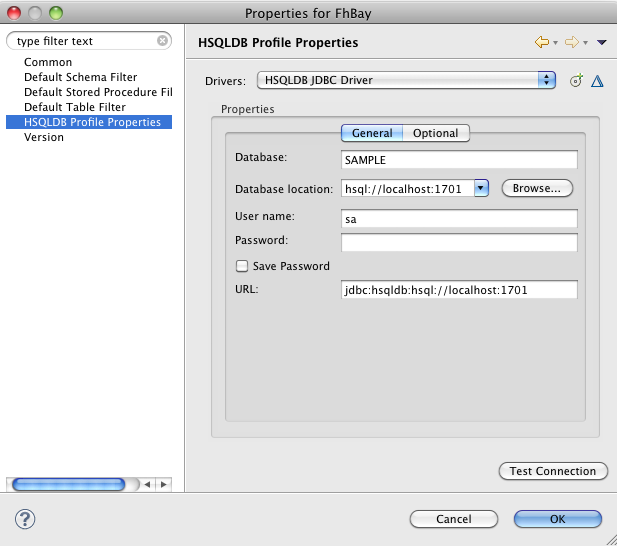 Properties for FhBay
type filter text
Common
Default Schema Filter
Default Stored Procedure Fil
Default Table Filter
HSQLDB Profile Properties
Version
HSQLDB Profile Properties
Drivers: HSQLDB JDBC Driver
Properties
General Optional
Database: SAMPLE
Database location: hsql://localhost:1701 Browse...
User name: sa
Password:
Save Password
URL: jdbc:hsqldb:hsql://localhost:1701
Test Connection
? Cancel OK